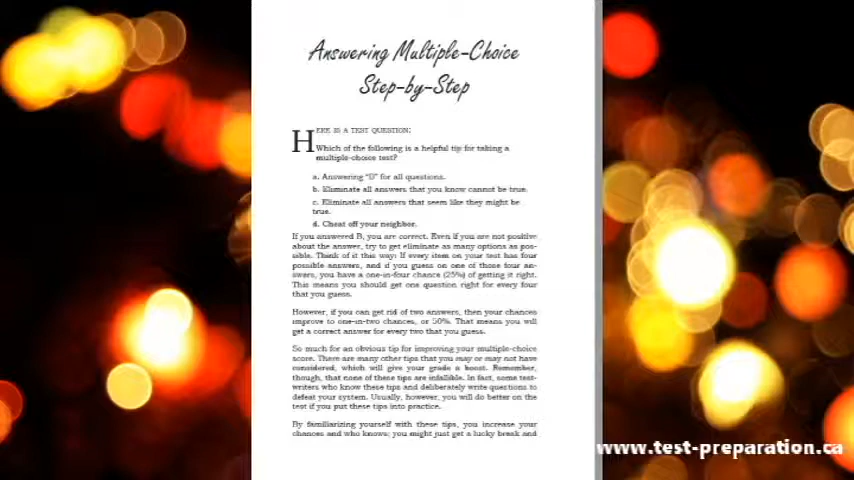 Answering Multiple-Choice
Step-by-Step
HERE IS A TEST QUESTION:
Which of the following is a helpful tip for taking a
multiple-choice test?
a. Answering “D” for all questions.
b. Eliminate all answers that you know cannot be true.
c. Eliminate all answers that seem like they might be
true.
d. Cheat off your neighbor.
If you answered B, you are correct. Even if you are not positive
about the answer, try to get eliminate as many options as pos-
sible. Think of it this way: If every item on your test has four
possible answers, and if you guess on one of those four an-
swers, you have a one-in-four chance (25%) of getting it right.
This means you should get one question right for every four
that you guess.
However, if you can get rid of two answers, then your chances
improve to one-in-two chances, or 50%. That means you will
get a correct answer for every two that you guess.
So much for an obvious tip for improving your multiple-choice
score. There are many other tips that you may or may not have
considered, which will give your grade a boost. Remember,
though, that none of these tips are infallible. In fact, some test-
writers who know these tips and deliberately write questions to
defeat your system. Usually, however, you will do better on the
test if you put these tips into practice.
By familiarizing yourself with these tips, you increase your
chances and who knows; you might just get a lucky break and
www.test-preparation.ca